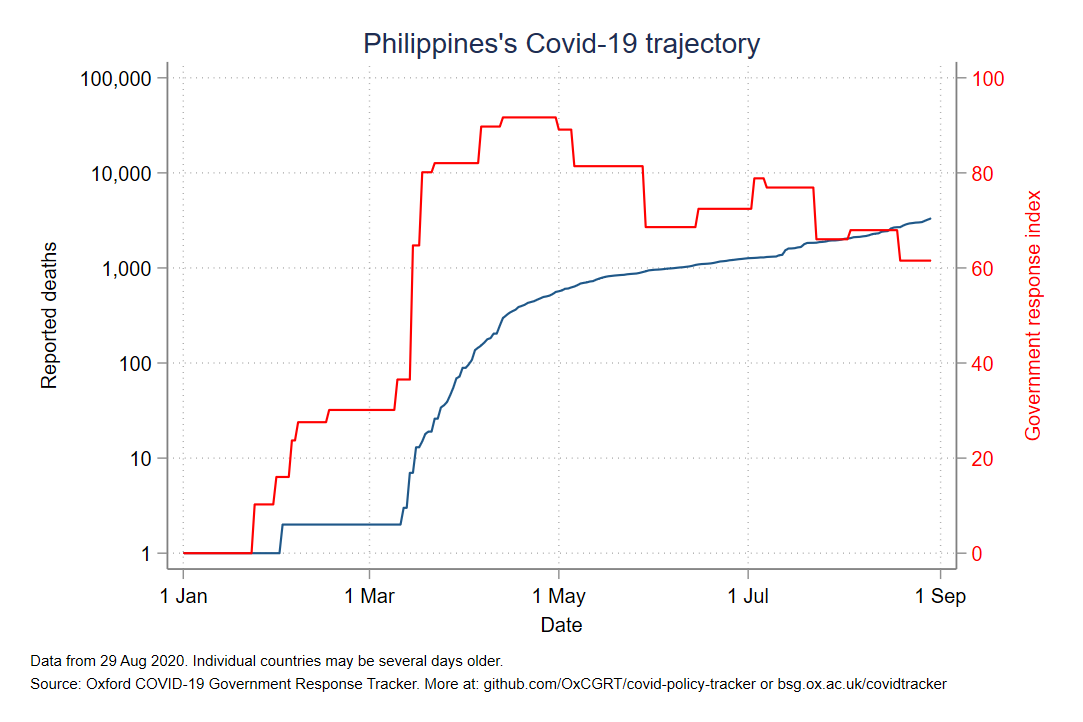 Philippines's Covid-19 trajectory
100,000
10,000
1,000
100
10
1
Reported deaths
100
80
60
40
20
0
Government response index
1 Jan 1 Mar 1 May 1 Jul 1 Sep
Date
Data from 29 Aug 2020. Individual countries may be several days older.
Source: Oxford COVID-19 Government Response Tracker. More at: github.com/OxCGRT/covid-policy-tracker or bsg.ox.ac.uk/covidtracker